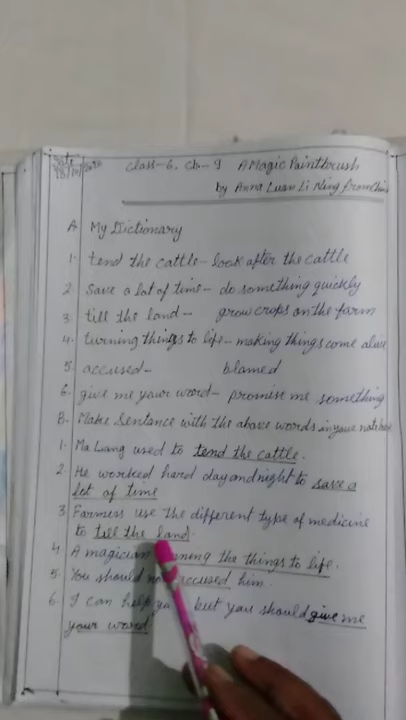 Class-6, Ch-9 A Magic Paintbrush
by Anna Luan Li Ning from China
A. My Dictionary
1. tend the cattle - look after the cattle
2. save a lot of time - do something quickly
3. till the land - grow crops on the farm
4. turning things to life - making things come alive
5. accused - blamed
6. give me your word - promise me something
B. Make Sentence with the above words in your note book
1. Ma Liang used to tend the cattle.
2. He worked hard day and night to save a
lot of time
3 Farmers use the different type of medicine
to till the land.
4 A magician the things to life.
5. You should accused him.
6. I can help but you should give me
your word.